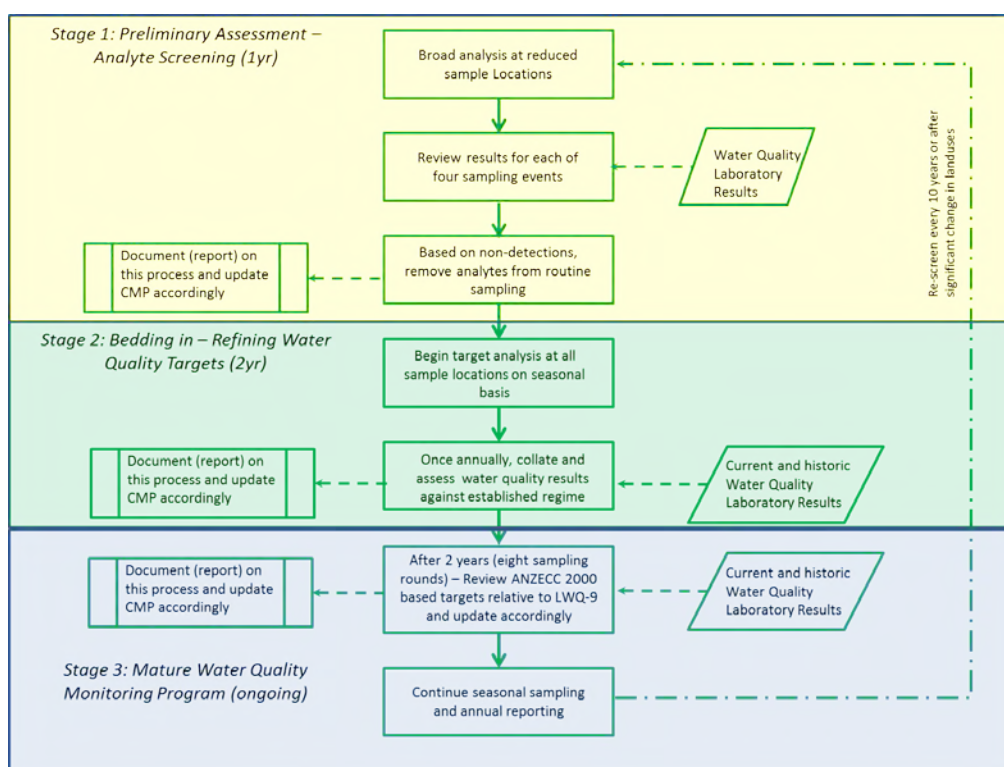 Stage 1: Preliminary Assessment –
Analyte Screening (1yr)
Broad analysis at reduced
sample Locations
Review results for each of
four sampling events
Water Quality
Laboratory
Results
Re-screen every 10 years or after
significant change in landuses
Document (report) on
this process and update
CMP accordingly
Based on non-detections,
remove analytes from routine
sampling
Stage 2: Bedding in – Refining Water
Quality Targets (2yr)
Begin target analysis at all
sample locations on seasonal
basis
Document (report) on
this process and update
CMP accordingly
Once annually, collate and
assess water quality results
against established regime
Current and historic
Water Quality
Laboratory Results
Document (report) on
this process and update
CMP accordingly
After 2 years (eight sampling
rounds) – Review ANZECC 2000
based targets relative to LWQ-9
and update accordingly
Current and historic
Water Quality
Laboratory Results
Stage 3: Mature Water Quality
Monitoring Program (ongoing)
Continue seasonal sampling
and annual reporting